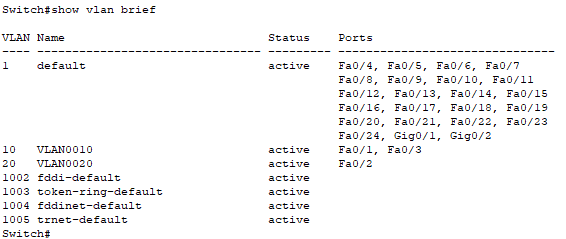 Switch#show vlan brief
VLAN Name                             Status    Ports
---- -------------------------------- --------- -------------------------------
1    default                          active    Fa0/4, Fa0/5, Fa0/6, Fa0/7
                                                Fa0/8, Fa0/9, Fa0/10, Fa0/11
                                                Fa0/12, Fa0/13, Fa0/14, Fa0/15
                                                Fa0/16, Fa0/17, Fa0/18, Fa0/19
                                                Fa0/20, Fa0/21, Fa0/22, Fa0/23
                                                Fa0/24, Gig0/1, Gig0/2
10   VLAN0010                         active    Fa0/1, Fa0/3
20   VLAN0020                         active    Fa0/2
1002 fddi-default                     active
1003 token-ring-default               active
1004 fddinet-default                  active
1005 trnet-default                    active
Switch#